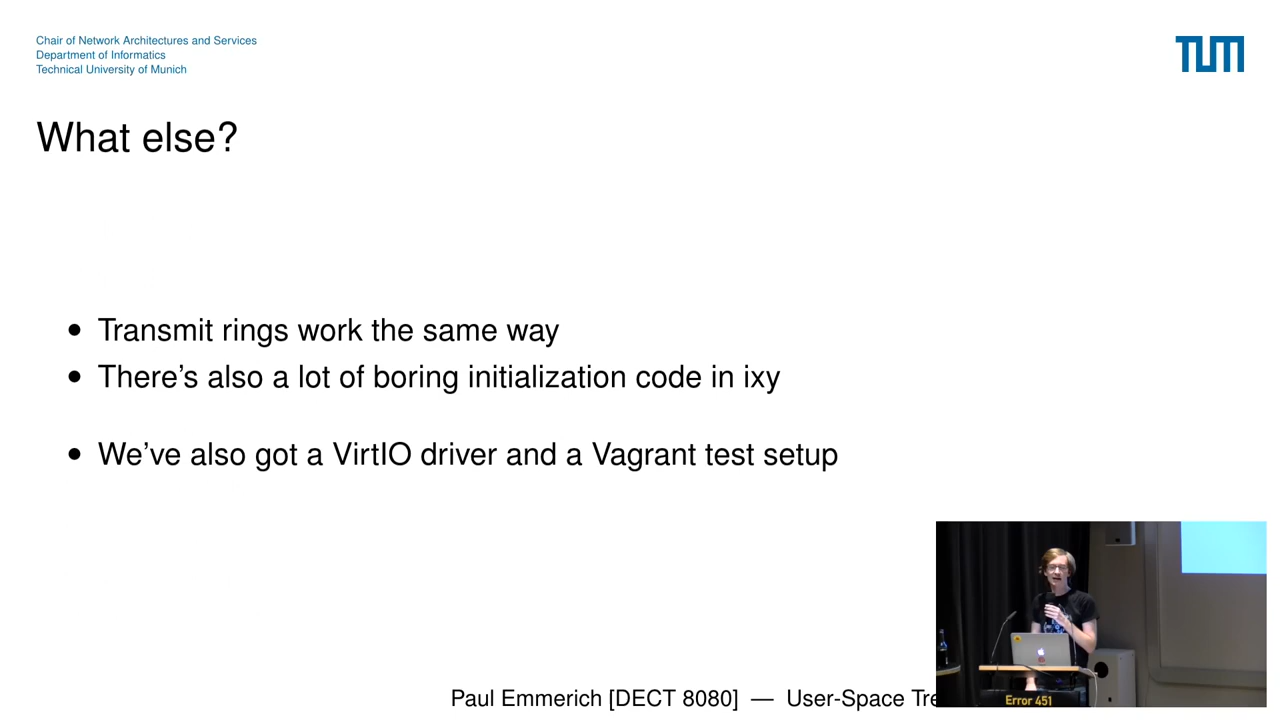 Chair of Network Architectures and Services
Department of Informatics
Technical University of Munich
TUM
What else?
• Transmit rings work the same way
• There's also a lot of boring initialization code in ixy
• We've also got a VirtIO driver and a Vagrant test setup
Paul Emmerich [DECT 8080] — User-Space
Error 451